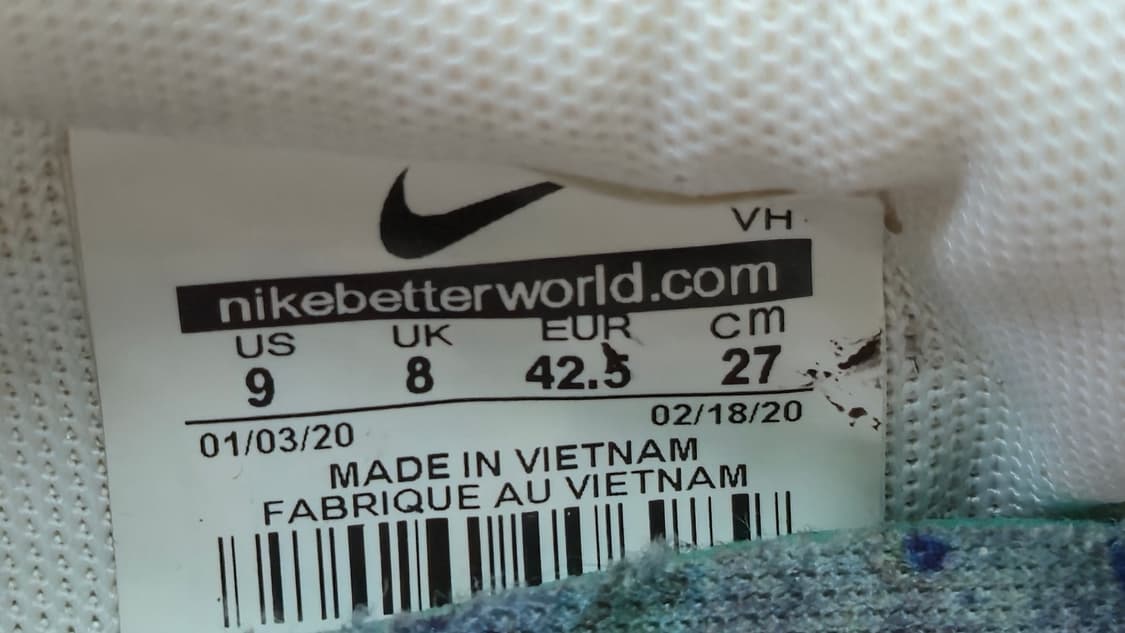 VH
nikebetterworld.com
US UK EUR cm
9 8 42.5 27
01/03/20 02/18/20
MADE IN VIETNAM
FABRIQUE AU VIETNAM